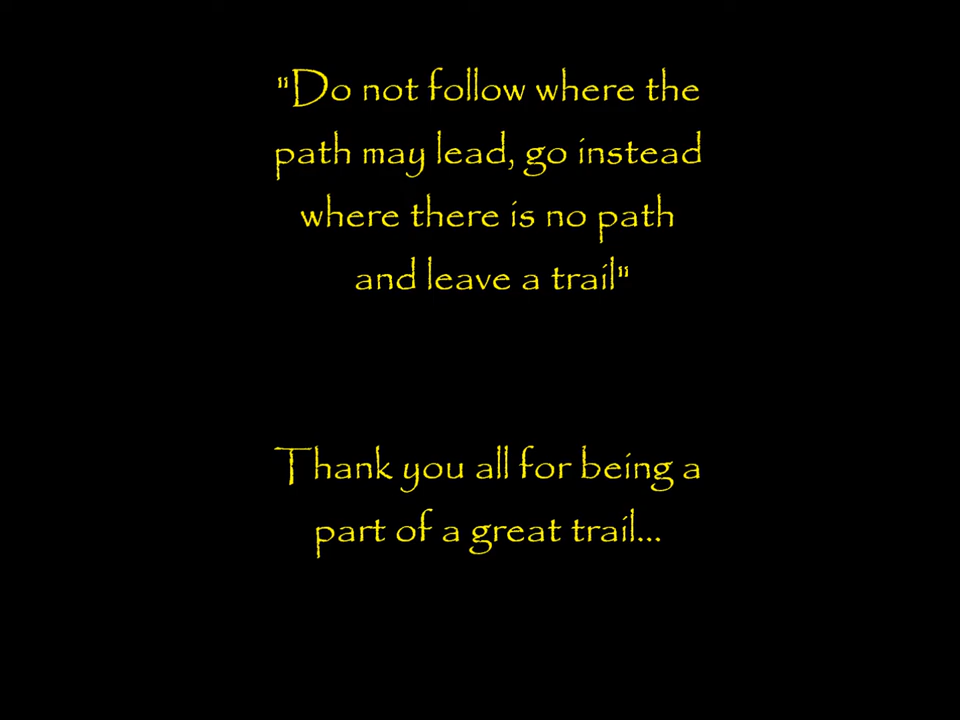 "Do not follow where the
path may lead, go instead
where there is no path
and leave a trail"
Thank you all for being a
part of a great trail...